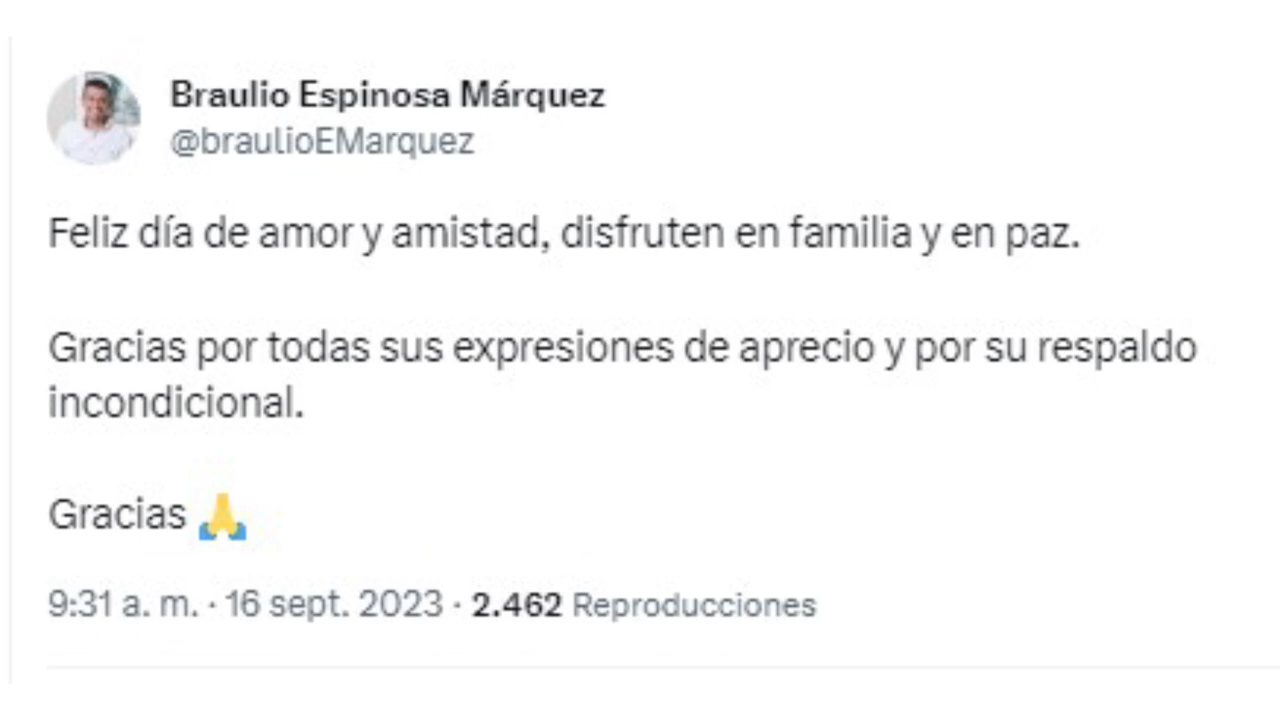 Braulio Espinosa Márquez
@braulioEMarquez
Feliz día de amor y amistad, disfruten en familia y en paz.
Gracias por todas sus expresiones de aprecio y por su respaldo
incondicional.
Gracias 🙏
9:31 a. m. · 16 sept. 2023 · 2.462 Reproducciones